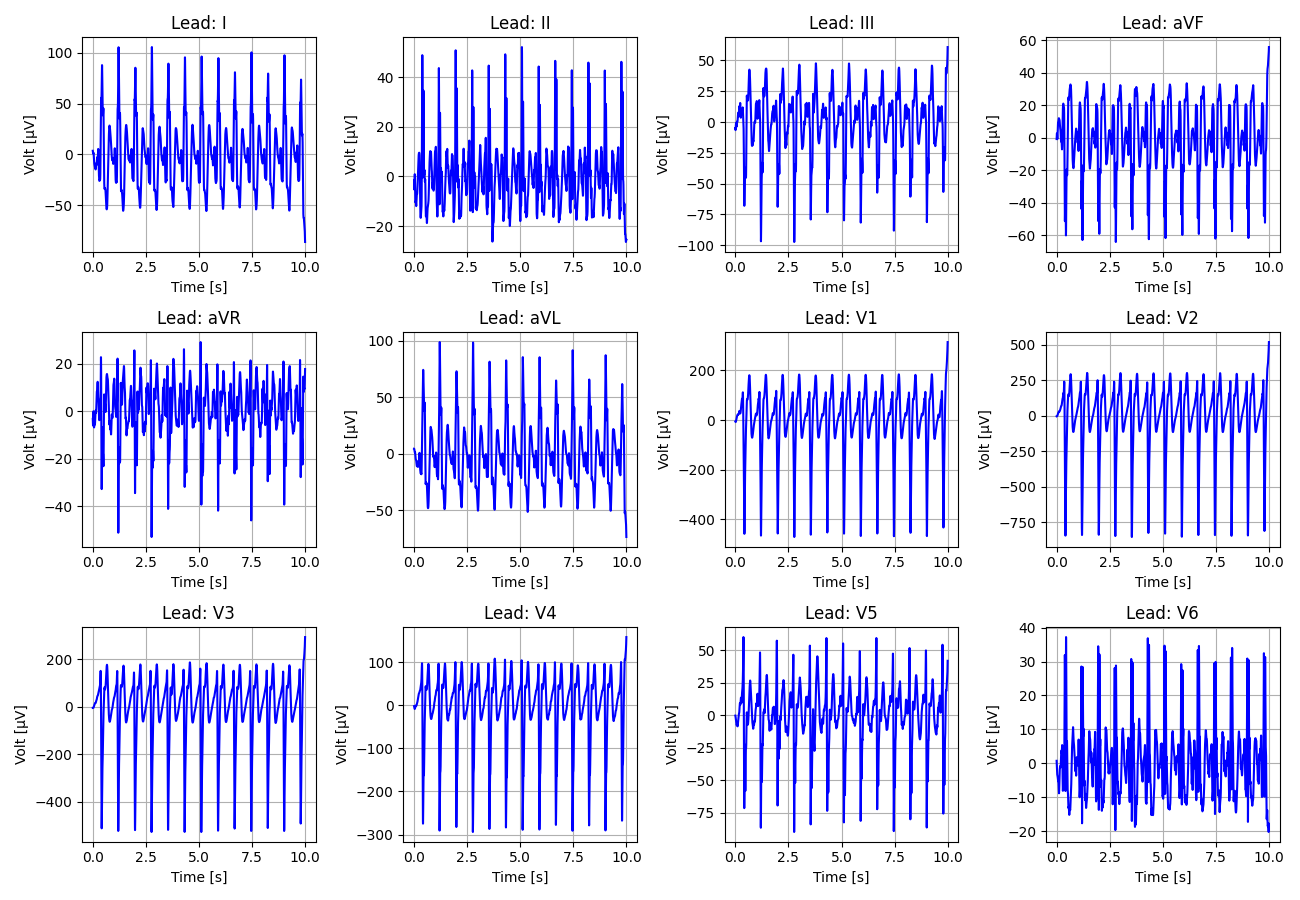 Lead: I
Lead: II
Lead: III
Lead: aVF
Volt [µV]
100
50
0
−50
0.0 2.5 5.0 7.5 10.0
Time [s]
Volt [µV]
40
20
0
−20
0.0 2.5 5.0 7.5 10.0
Time [s]
Volt [µV]
50
25
0
−25
−50
−75
−100
0.0 2.5 5.0 7.5 10.0
Time [s]
Volt [µV]
60
40
20
0
−20
−40
−60
0.0 2.5 5.0 7.5 10.0
Time [s]
Lead: aVR
Lead: aVL
Lead: V1
Lead: V2
Volt [µV]
20
0
−20
−40
0.0 2.5 5.0 7.5 10.0
Time [s]
Volt [µV]
100
50
0
−50
0.0 2.5 5.0 7.5 10.0
Time [s]
Volt [µV]
200
0
−200
−400
0.0 2.5 5.0 7.5 10.0
Time [s]
Volt [µV]
500
250
0
−250
−500
−750
0.0 2.5 5.0 7.5 10.0
Time [s]
Lead: V3
Lead: V4
Lead: V5
Lead: V6
Volt [µV]
200
0
−200
−400
0.0 2.5 5.0 7.5 10.0
Time [s]
Volt [µV]
100
0
−100
−200
−300
0.0 2.5 5.0 7.5 10.0
Time [s]
Volt [µV]
50
25
0
−25
−50
−75
0.0 2.5 5.0 7.5 10.0
Time [s]
Volt [µV]
40
30
20
10
0
−10
−20
0.0 2.5 5.0 7.5 10.0
Time [s]